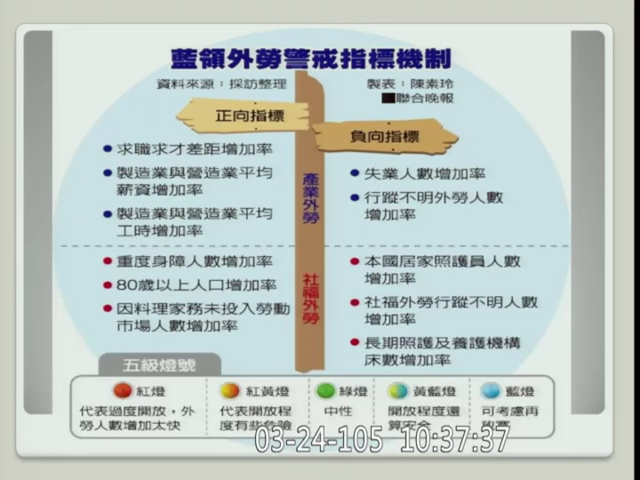 藍領外勞警戒指標機制
資料來源：採訪整理
製表：陳素玲
■聯合晚報
正向指標
負向指標
產業外勞
●求職求才差距增加率
●製造業與營造業平均
薪資增加率
●製造業與營造業平均
工時增加率
●失業人數增加率
●行蹤不明外勞人數
增加率
社福外勞
●重度身障人數增加率
●80歲以上人口增加率
●因料理家務未投入勞動
市場人數增加率
●本國居家照護員人數
增加率
●社福外勞行蹤不明人數
增加率
●長期照護及養護機構
床數增加率
五級燈號
紅燈
代表過度開放，外
勞人數增加太快
紅黃燈
代表開放程
度有些危險
綠燈
中性
黃藍燈
開放程度還
算安全
藍燈
可考慮再
03-24-105 10:37:37